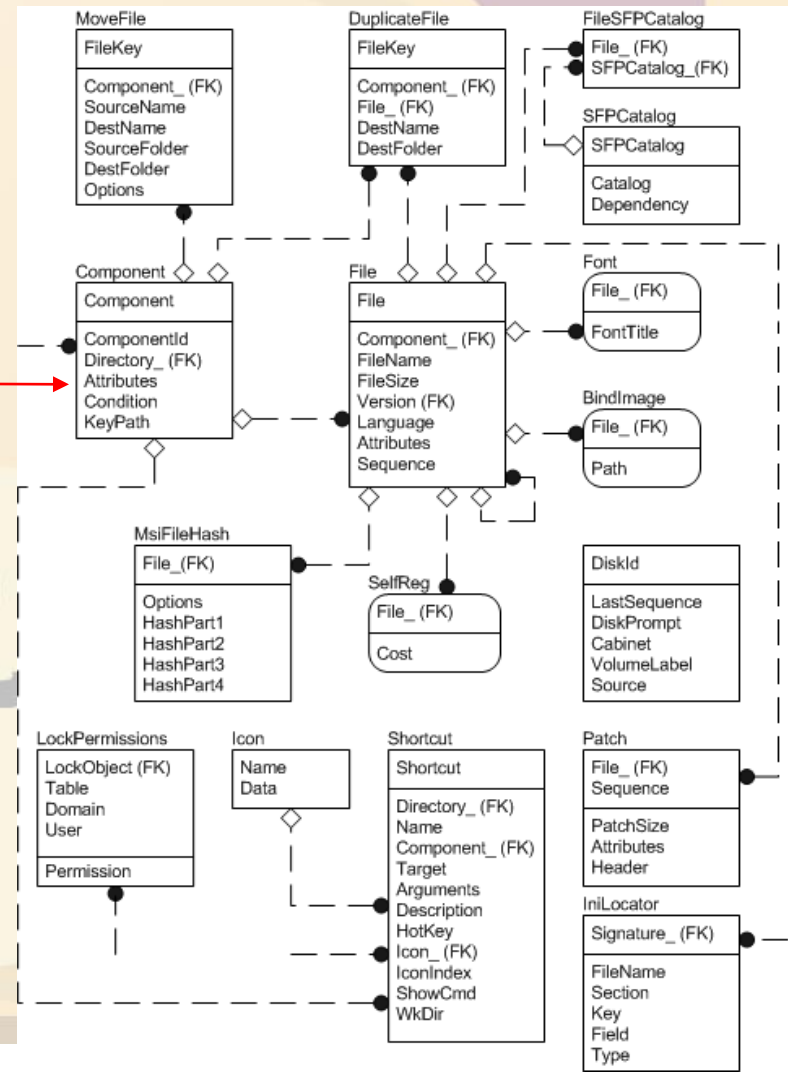 MoveFile
FileKey
Component_ (FK)
SourceName
DestName
SourceFolder
DestFolder
Options
DuplicateFile
FileKey
Component_ (FK)
File_ (FK)
DestName
DestFolder
FileSFPCatalog
File_ (FK)
SFPCatalog_(FK)
SFPCatalog
SFPCatalog
Catalog
Dependency
Component
Component
ComponentId
Directory_ (FK)
Attributes
Condition
KeyPath
File
File
Component_ (FK)
FileName
FileSize
Version (FK)
Language
Attributes
Sequence
Font
File_ (FK)
FontTitle
BindImage
File_ (FK)
Path
MsiFileHash
File_(FK)
Options
HashPart1
HashPart2
HashPart3
HashPart4
SelfReg
File_ (FK)
Cost
DiskId
LastSequence
DiskPrompt
Cabinet
VolumeLabel
Source
LockPermissions
LockObject (FK)
Table
Domain
User
Permission
Icon
Name
Data
Shortcut
Shortcut
Directory_ (FK)
Name
Component_ (FK)
Target
Arguments
Description
HotKey
Icon_ (FK)
IconIndex
ShowCmd
WkDir
Patch
File_ (FK)
Sequence
PatchSize
Attributes
Header
IniLocator
Signature_ (FK)
FileName
Section
Key
Field
Type